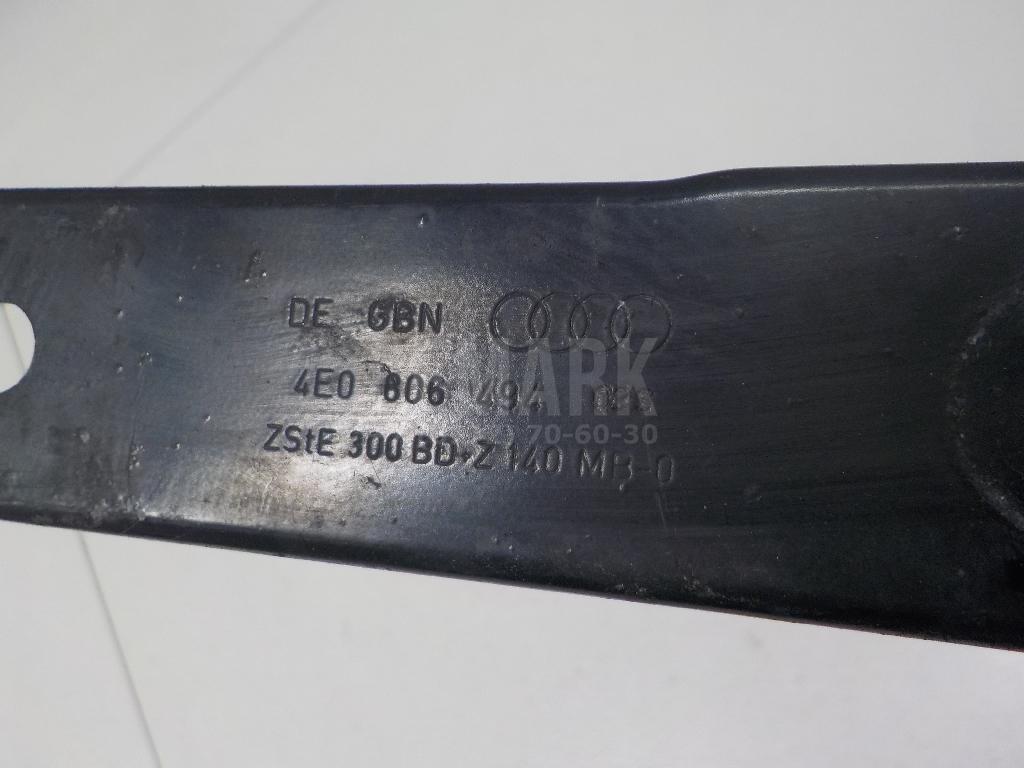 DE GBN
4E0 806 494
ARK
70-60-30
ZStE 300 BD+Z 140 MB-0